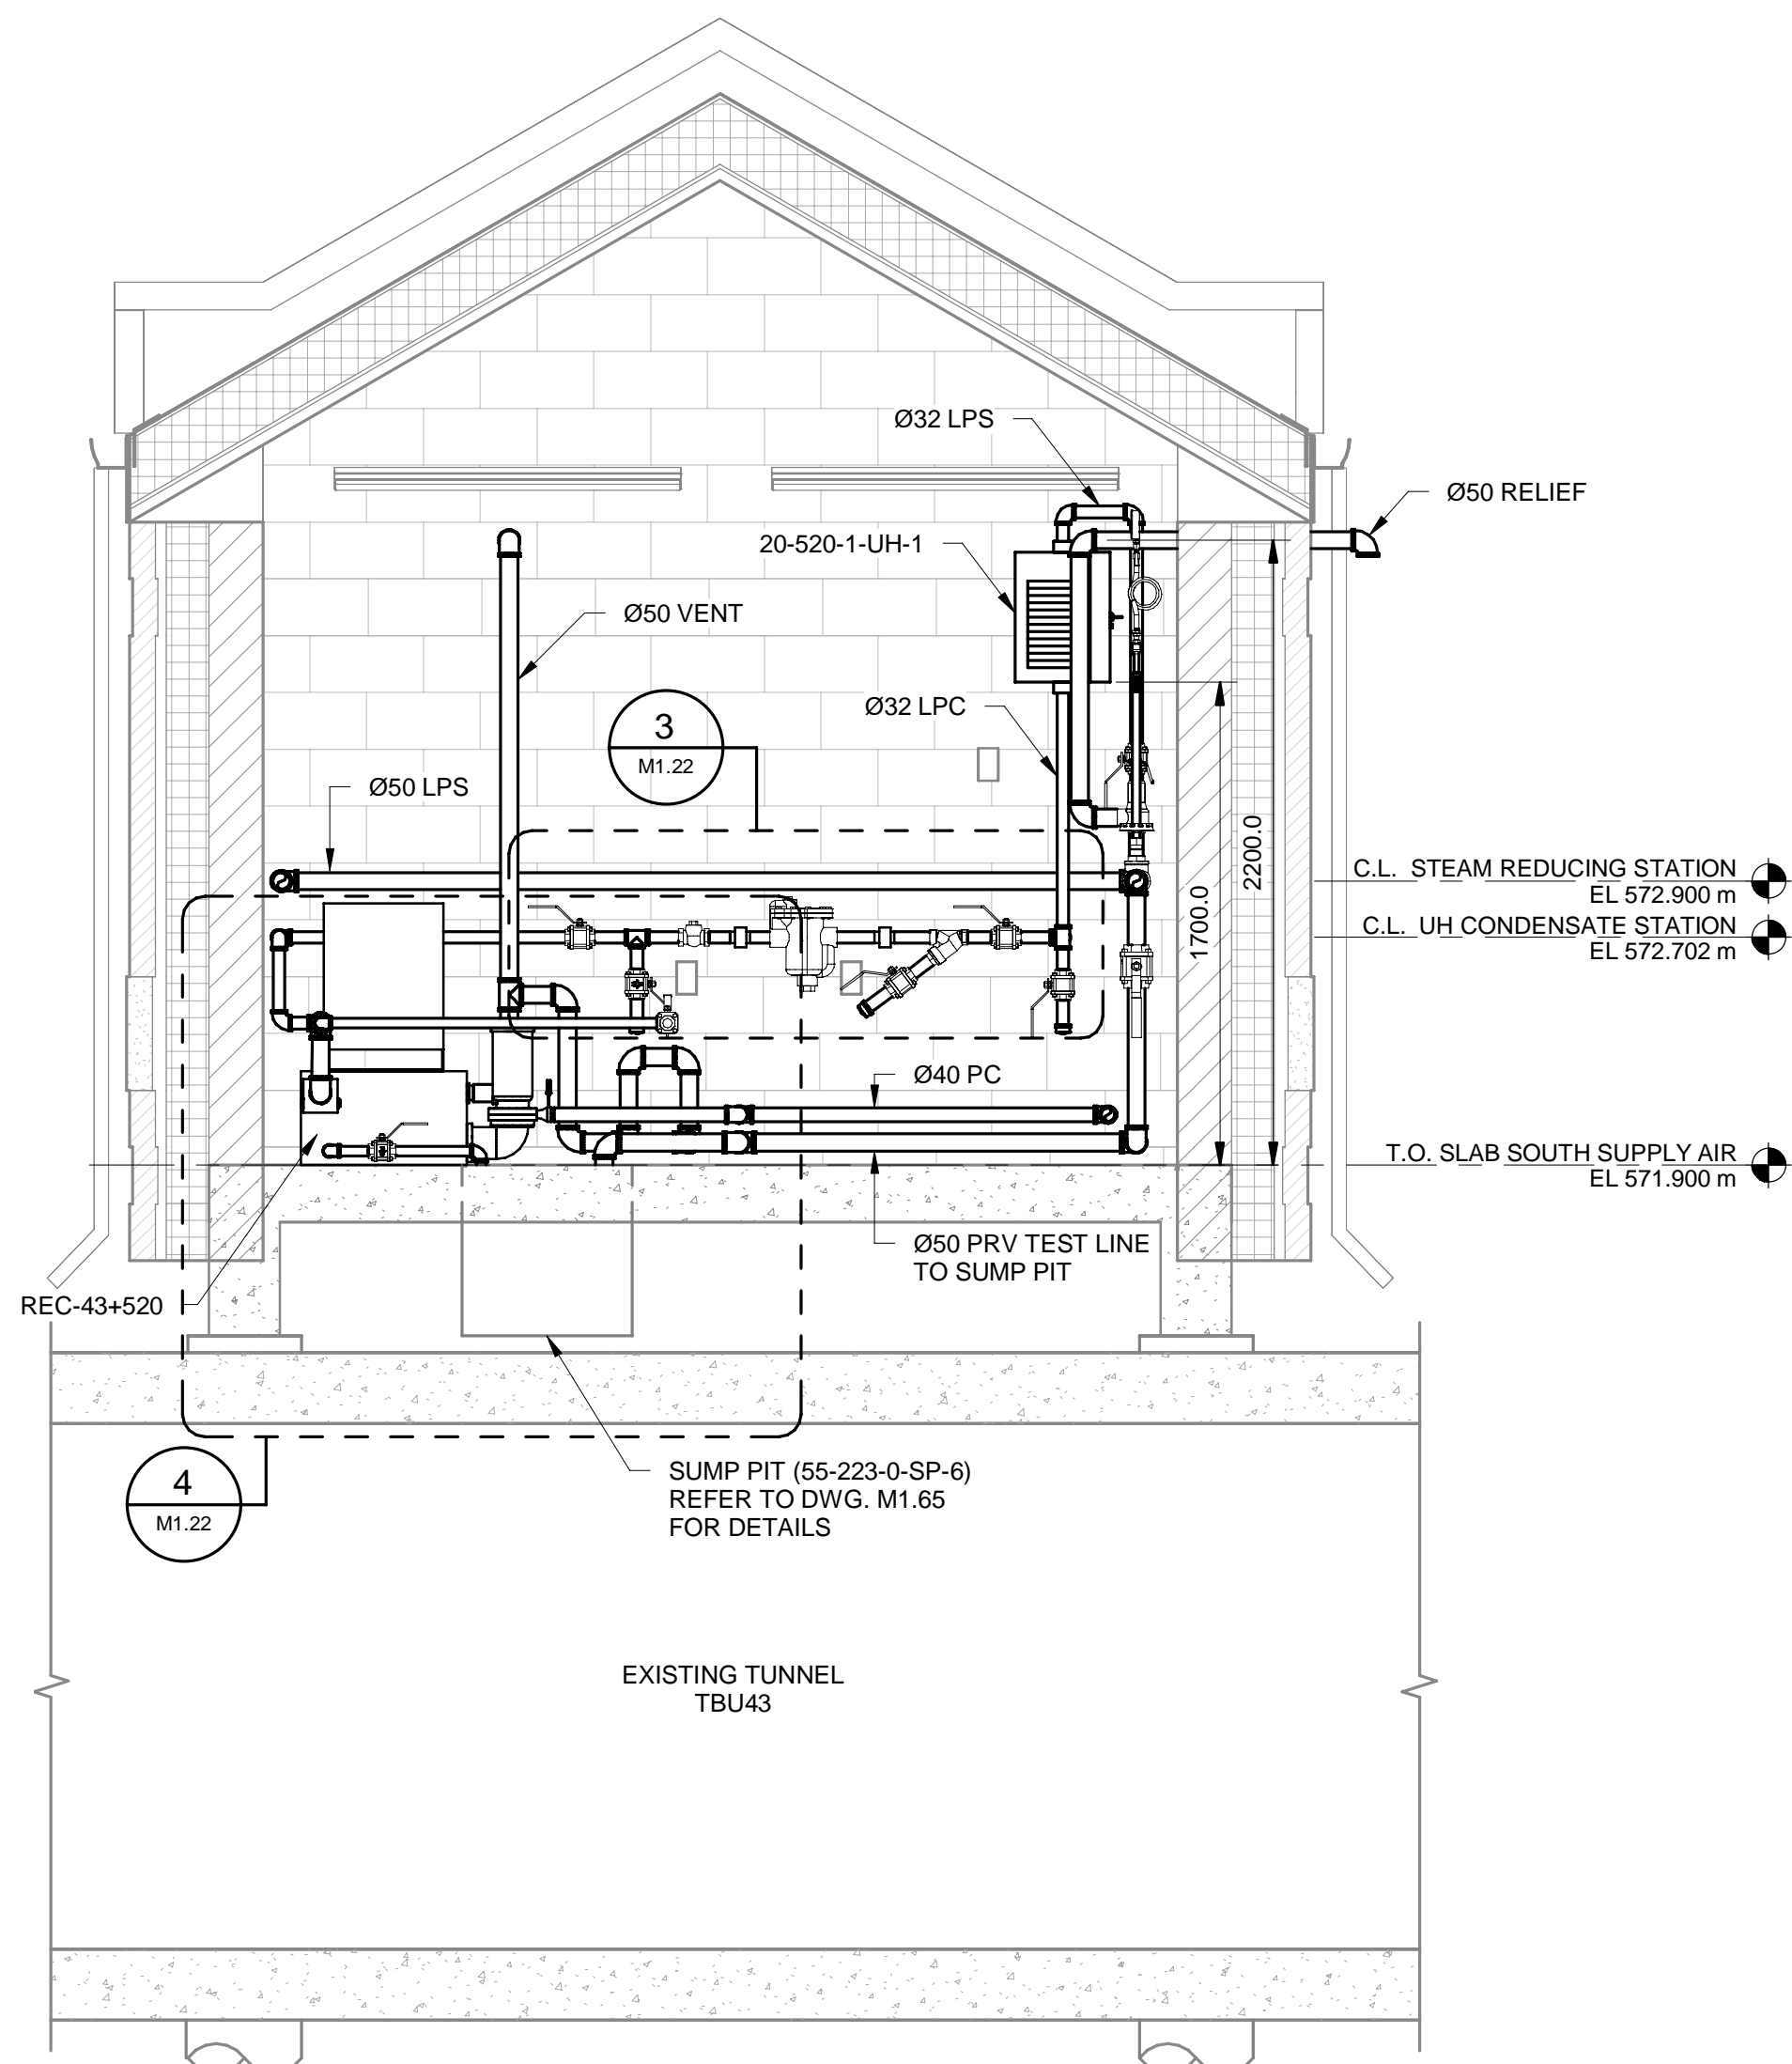 Ø32 LPS
Ø50 RELIEF
20-520-1-UH-1
Ø50 VENT
Ø32 LPC
3
M1.22
Ø50 LPS
2200.0
1700.0
C.L. STEAM REDUCING STATION
EL 572.900 m
C.L. UH CONDENSATE STATION
EL 572.702 m
Ø40 PC
T.O. SLAB SOUTH SUPPLY AIR
EL 571.900 m
Ø50 PRV TEST LINE
TO SUMP PIT
REC-43+520
SUMP PIT (55-223-0-SP-6)
REFER TO DWG. M1.65
FOR DETAILS
4
M1.22
EXISTING TUNNEL
TBU43